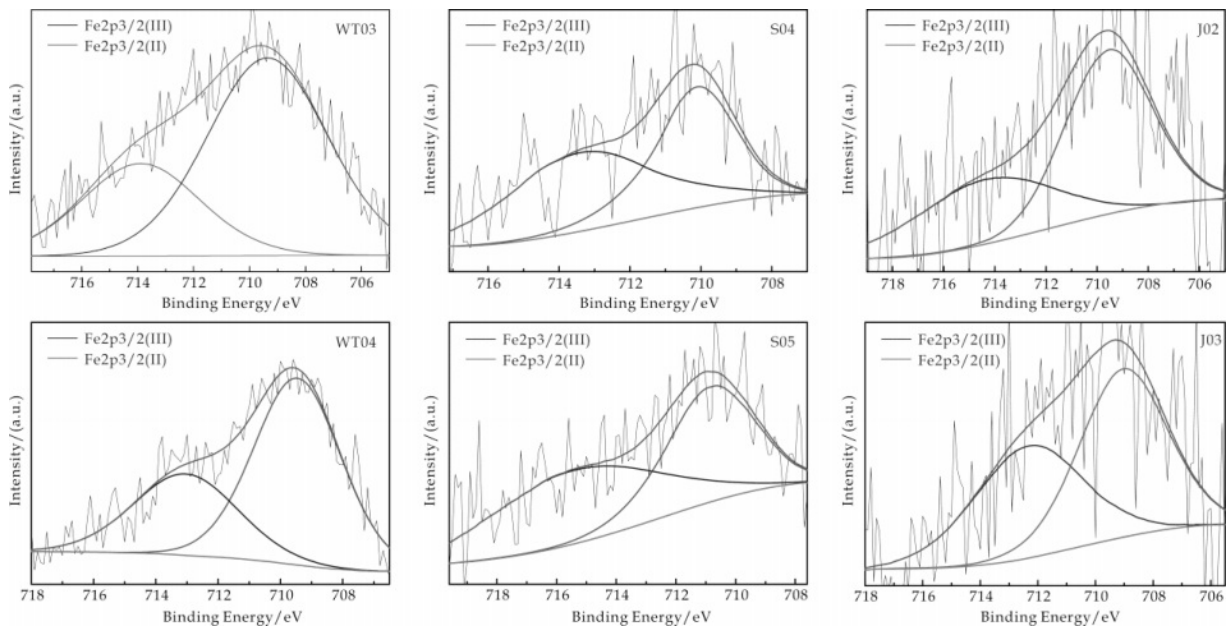 Fe2p3/2(III)
Fe2p3/2(II)
WT03
Intensity/(a.u.)
716 714 712 710 708 706
Binding Energy/eV
Fe2p3/2(III)
Fe2p3/2(II)
S04
Intensity/(a.u.)
716 714 712 710 708
Binding Energy/eV
Fe2p3/2(III)
Fe2p3/2(II)
J02
Intensity/(a.u.)
718 716 714 712 710 708 706
Binding Energy/eV
Fe2p3/2(III)
Fe2p3/2(II)
WT04
Intensity/(a.u.)
718 716 714 712 710 708
Binding Energy/eV
Fe2p3/2(III)
Fe2p3/2(II)
S05
Intensity/(a.u.)
718 716 714 712 710 708
Binding Energy/eV
Fe2p3/2(III)
Fe2p3/2(II)
J03
Intensity/(a.u.)
718 716 714 712 710 708 706
Binding Energy/eV